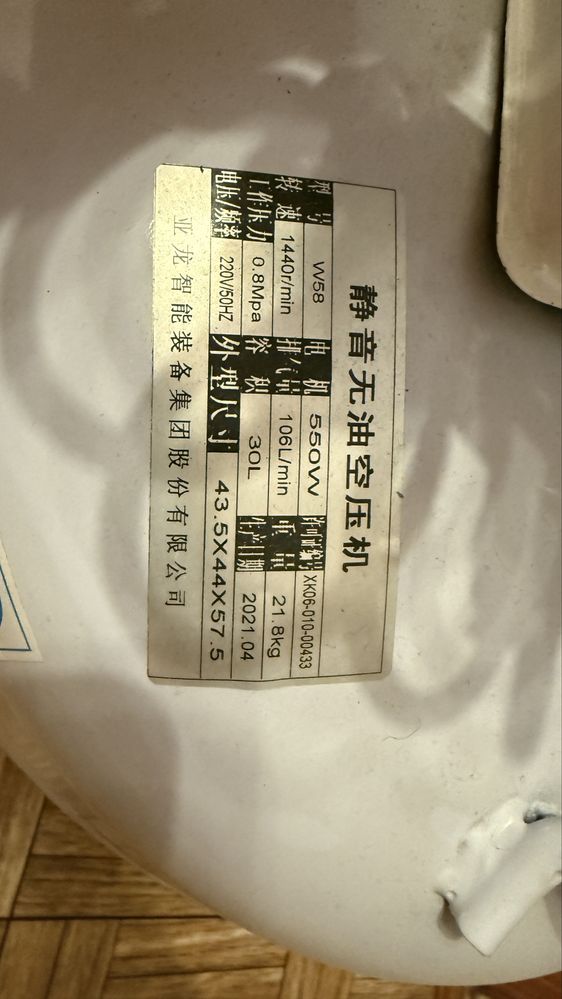 静音无油空压机
型号 W58 电机 550W 许可证编号 XK06-010-00433
转速 1440r/min 排气量 106L/min 重量 21.8kg
工作压力 0.8Mpa 容积 30L 生产日期 2021.04
电压/频率 220V/50HZ 外型尺寸 43.5X44X57.5
亚龙智能装备集团股份有限公司